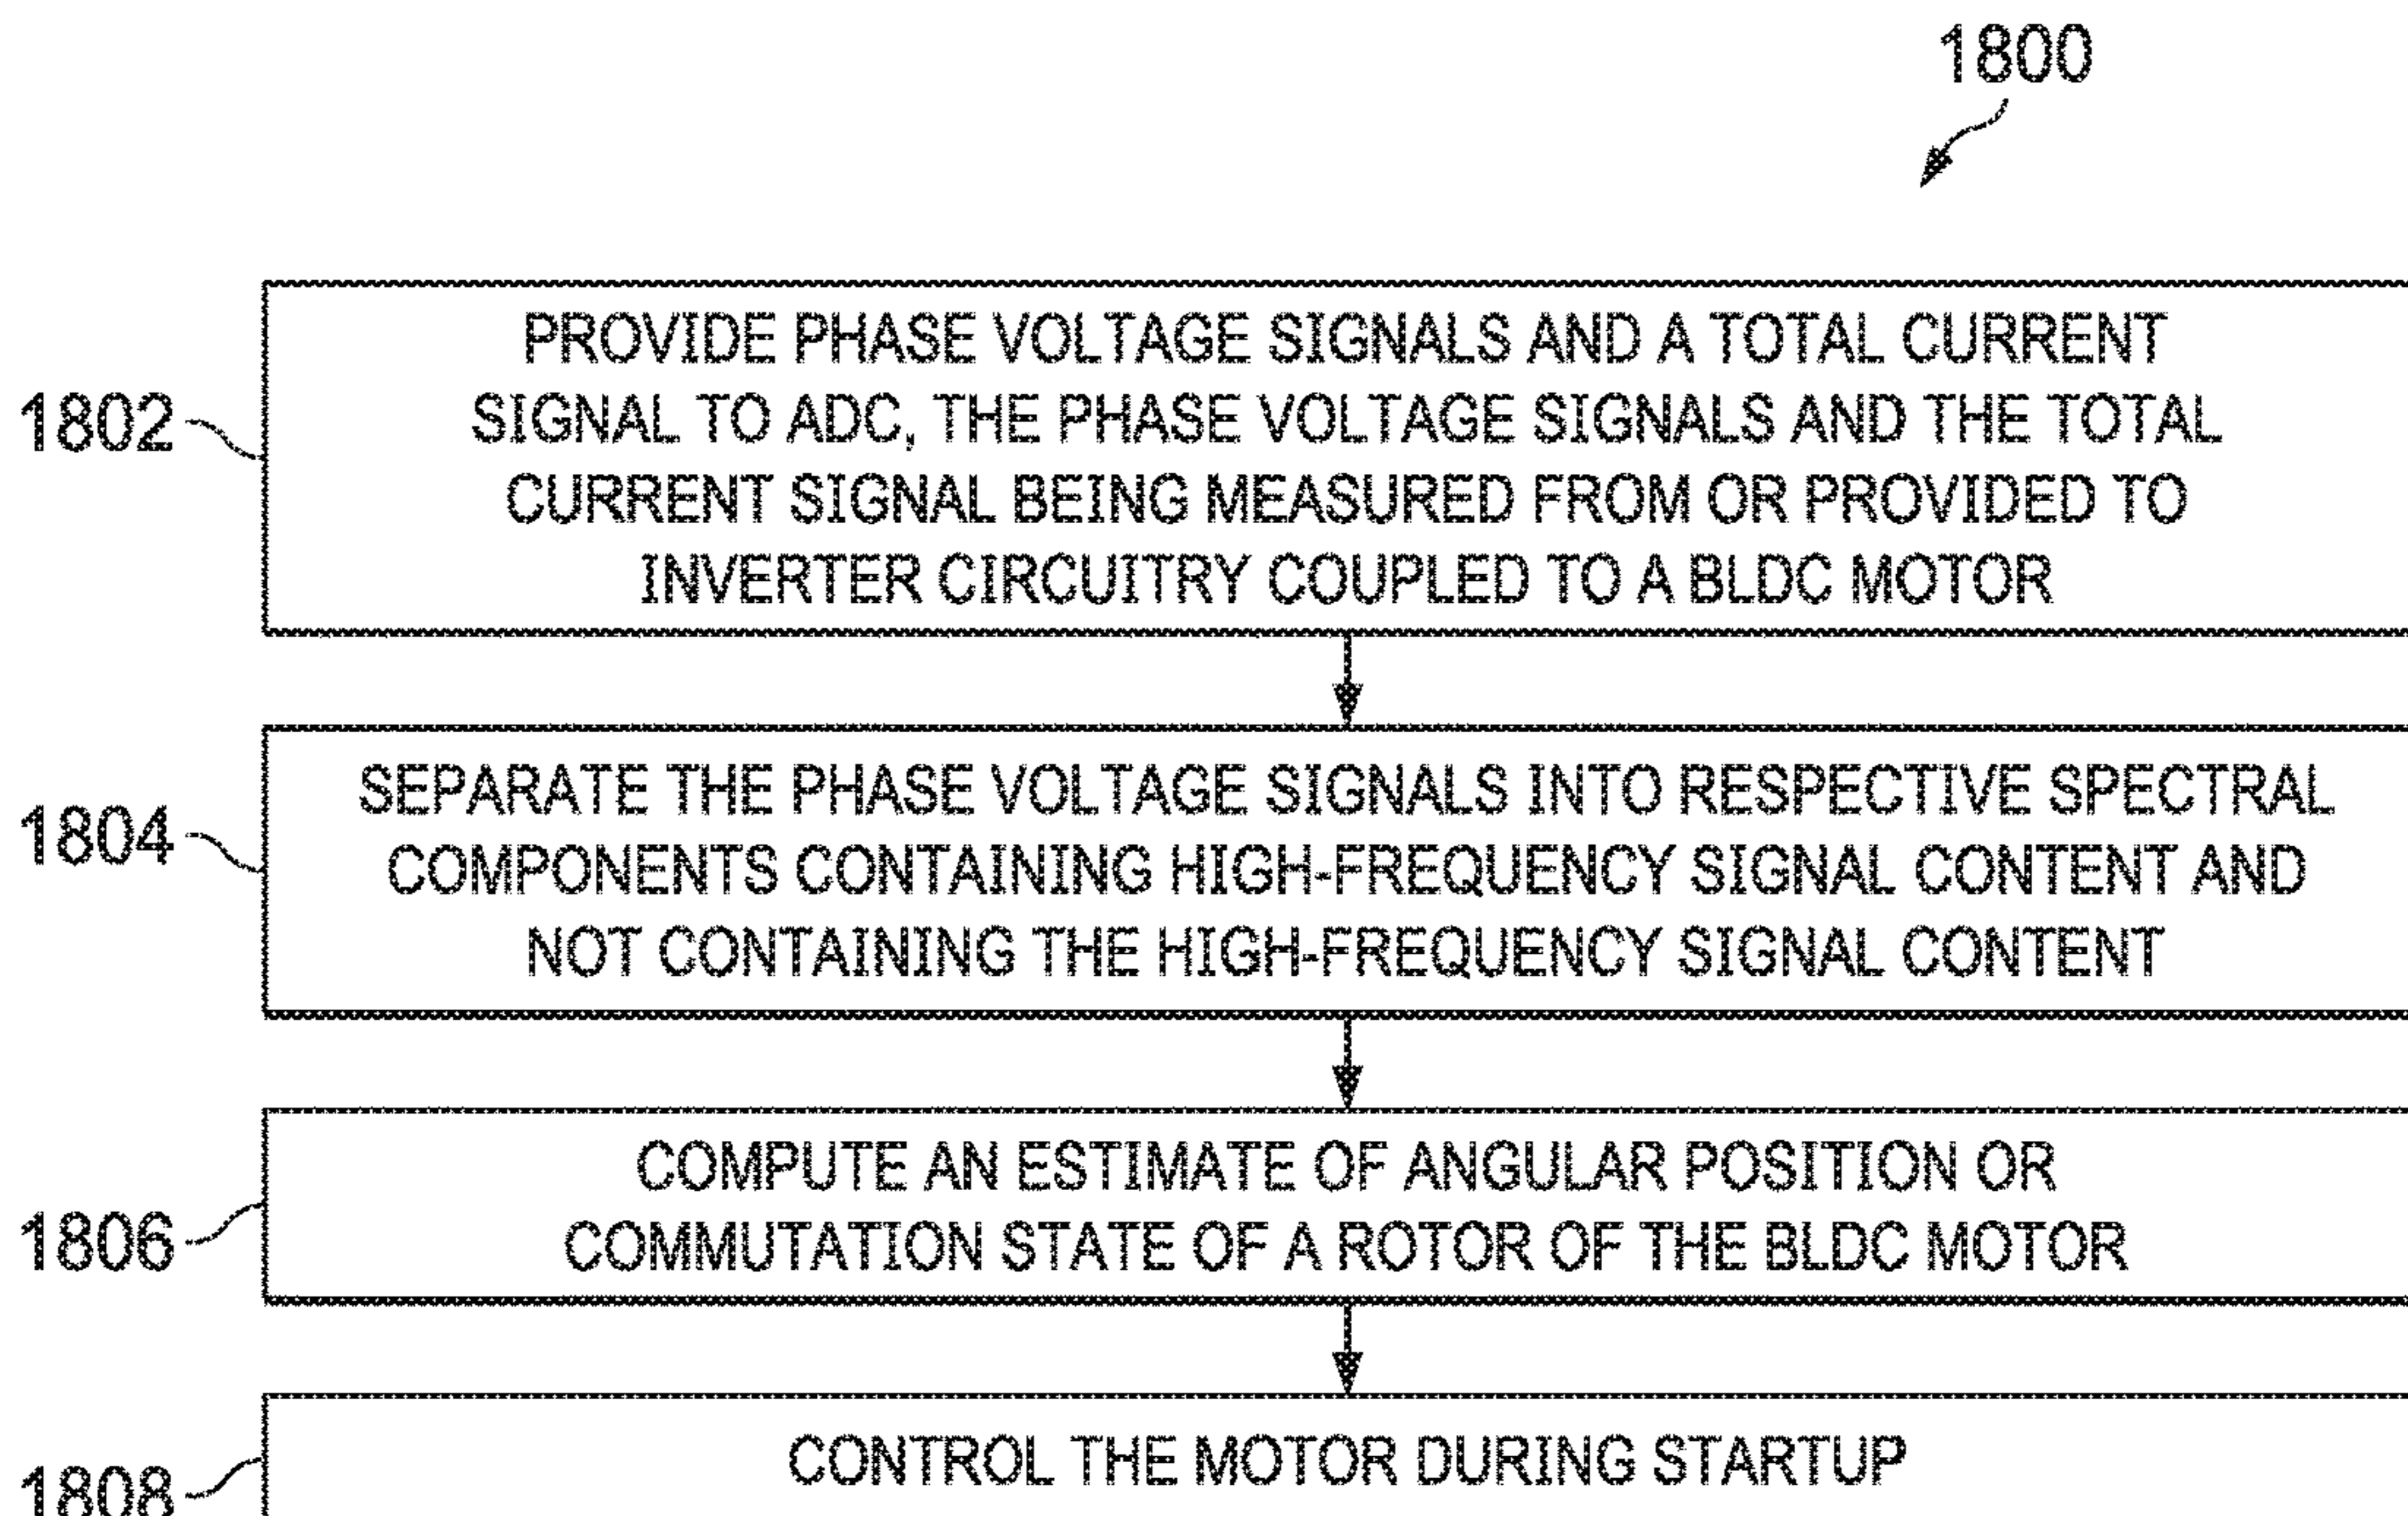 1800
1802
PROVIDE PHASE VOLTAGE SIGNALS AND A TOTAL CURRENT
SIGNAL TO ADC, THE PHASE VOLTAGE SIGNALS AND THE TOTAL
CURRENT SIGNAL BEING MEASURED FROM OR PROVIDED TO
INVERTER CIRCUITRY COUPLED TO A BLDC MOTOR
1804
SEPARATE THE PHASE VOLTAGE SIGNALS INTO RESPECTIVE SPECTRAL
COMPONENTS CONTAINING HIGH-FREQUENCY SIGNAL CONTENT AND
NOT CONTAINING THE HIGH-FREQUENCY SIGNAL CONTENT
1806
COMPUTE AN ESTIMATE OF ANGULAR POSITION OR
COMMUTATION STATE OF A ROTOR OF THE BLDC MOTOR
1808
CONTROL THE MOTOR DURING STARTUP